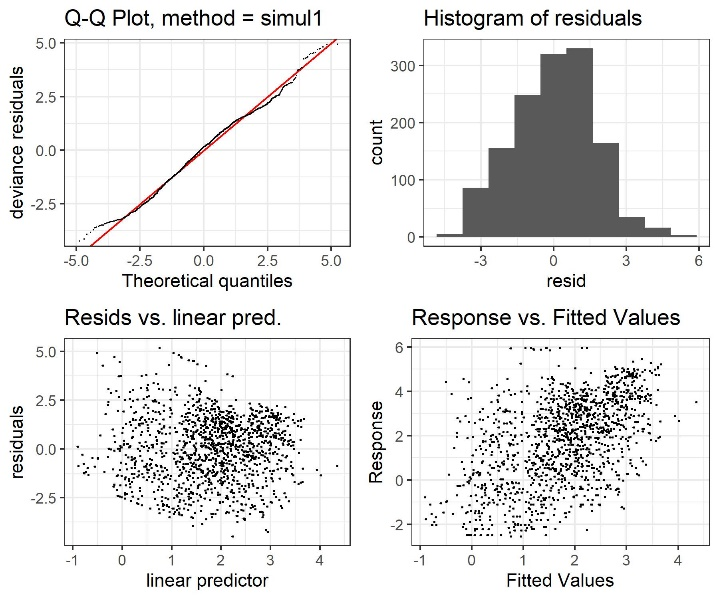 Q-Q Plot, method = simul1
deviance residuals
5.0
2.5
0.0
-2.5
-5.0 -2.5 0.0 2.5 5.0
Theoretical quantiles
Histogram of residuals
count
300
200
100
0
-3 0 3 6
resid
Resids vs. linear pred.
residuals
5.0
2.5
0.0
-2.5
-1 0 1 2 3 4
linear predictor
Response vs. Fitted Values
Response
6
4
2
0
-2
-1 0 1 2 3 4
Fitted Values